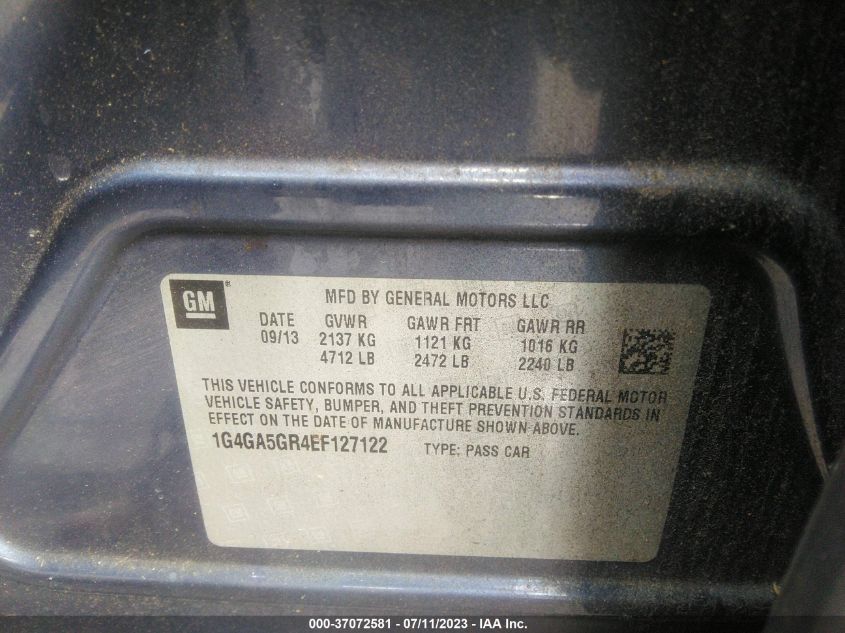 GM ®
MFD BY GENERAL MOTORS LLC
DATE GVWR GAWR FRT GAWR RR
09/13 2137 KG 1121 KG 1016 KG
4712 LB 2472 LB 2240 LB
THIS VEHICLE CONFORMS TO ALL APPLICABLE U.S. FEDERAL MOTOR
VEHICLE SAFETY, BUMPER, AND THEFT PREVENTION STANDARDS IN
EFFECT ON THE DATE OF MANUFACTURE SHOWN ABOVE.
1G4GA5GR4EF127122 TYPE: PASS CAR
000-37072581 - 07/11/2023 - IAA Inc.